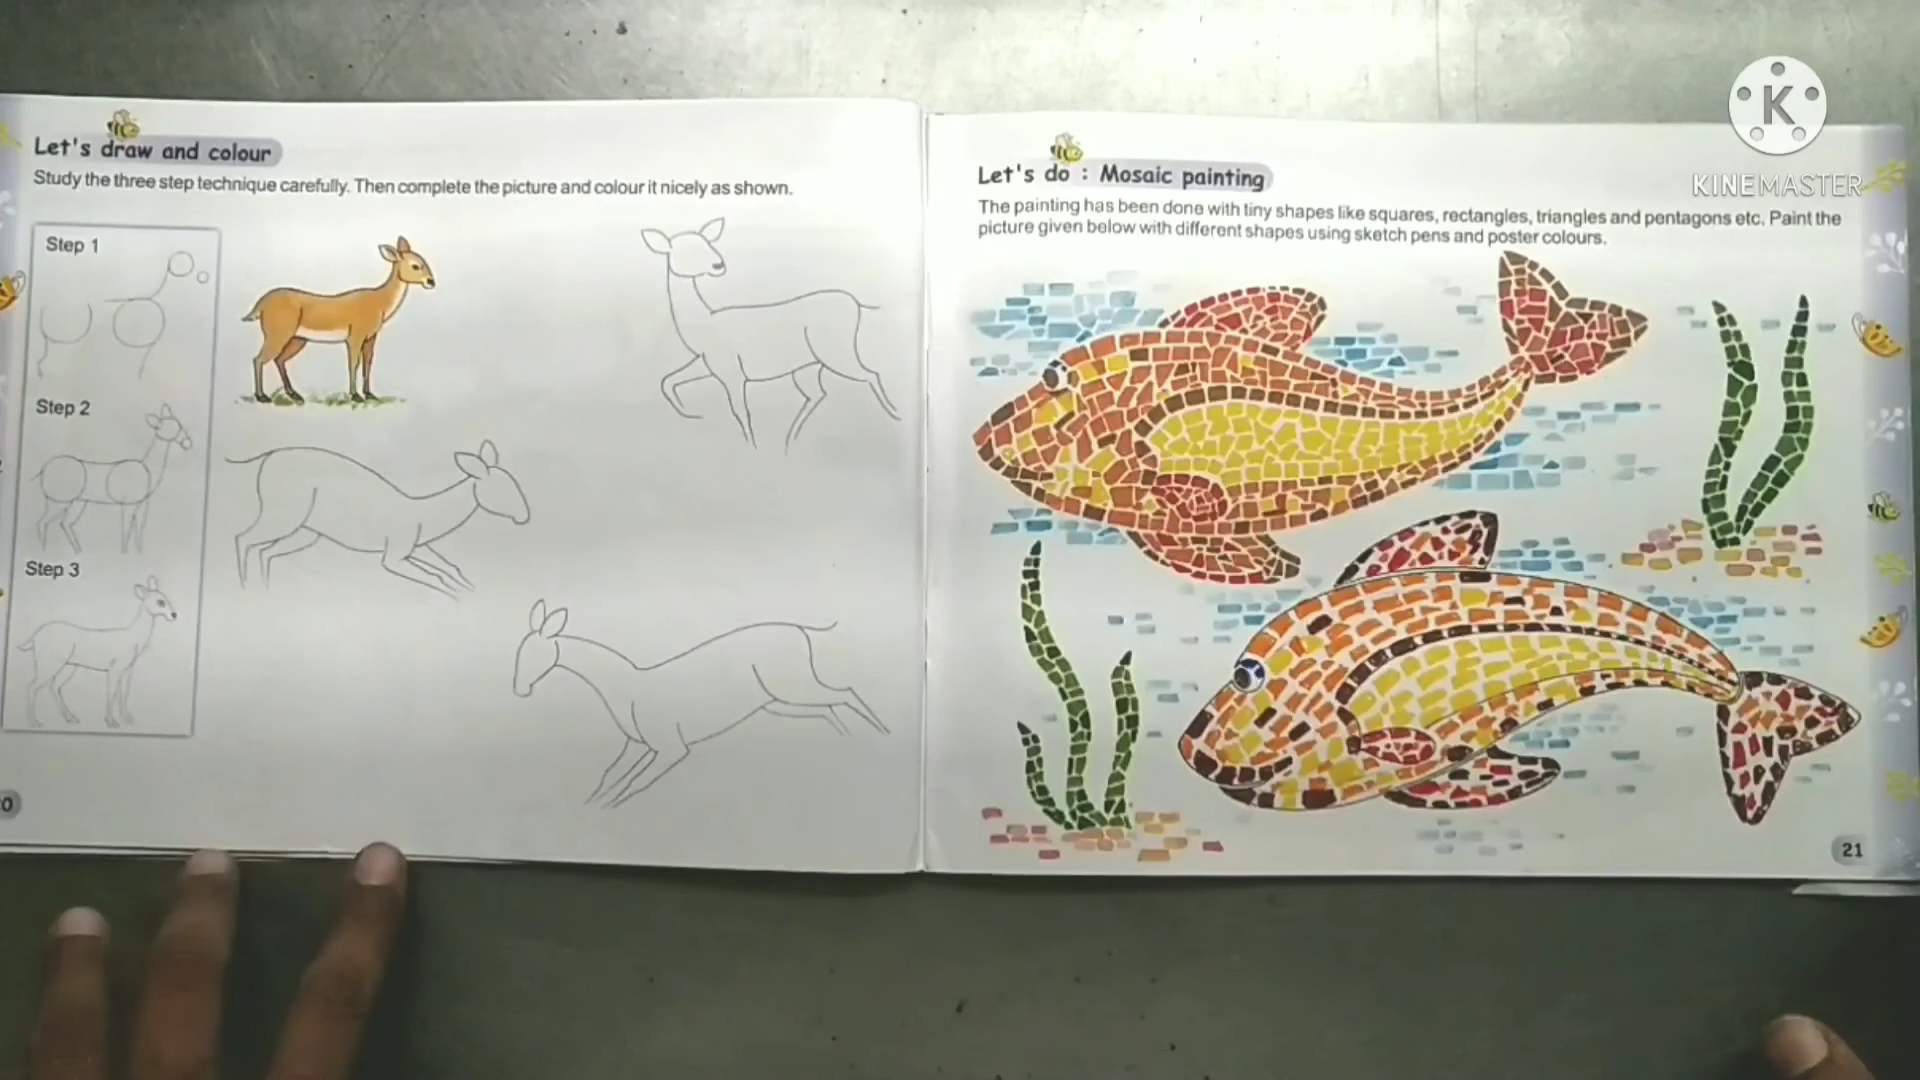 Let's draw and colour
Study the three step technique carefully. Then complete the picture and colour it nicely as shown.
Step 1
Step 2
Step 3
Let's do : Mosaic painting
The painting has been done with tiny shapes like squares, rectangles, triangles and pentagons etc. Paint the
picture given below with different shapes using sketch pens and poster colours.
21
K
KINEMASTER